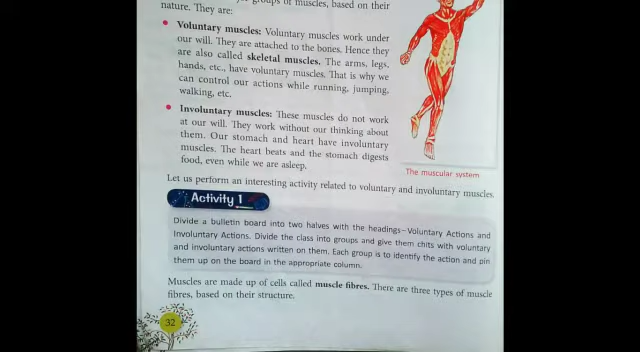 groups of muscles, based on their
nature. They are:
• Voluntary muscles: Voluntary muscles work under
our will. They are attached to the bones. Hence they
are also called skeletal muscles. The arms, legs,
hands, etc., have voluntary muscles. That is why we
can control our actions while running, jumping,
walking, etc.
• Involuntary muscles: These muscles do not work
at our will. They work without our thinking about
them. Our stomach and heart have involuntary
muscles. The heart beats and the stomach digests
food, even while we are asleep.
The muscular system
Let us perform an interesting activity related to voluntary and involuntary muscles.
Activity 1
Divide a bulletin board into two halves with the headings–Voluntary Actions and
Involuntary Actions. Divide the class into groups and give them chits with voluntary
and involuntary actions written on them. Each group is to identify the action and pin
them up on the board in the appropriate column.
Muscles are made up of cells called muscle fibres. There are three types of muscle
fibres, based on their structure.
32